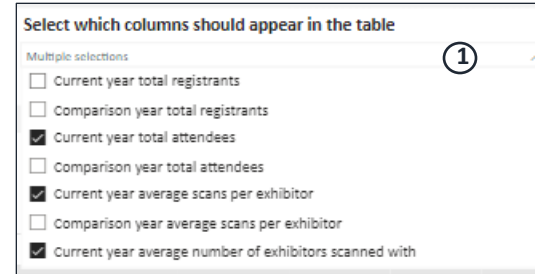 Select which columns should appear in the table
Multiple selections
1
Current year total registrants
Comparison year total registrants
Current year total attendees
Comparison year total attendees
Current year average scans per exhibitor
Comparison year average scans per exhibitor
Current year average number of exhibitors scanned with